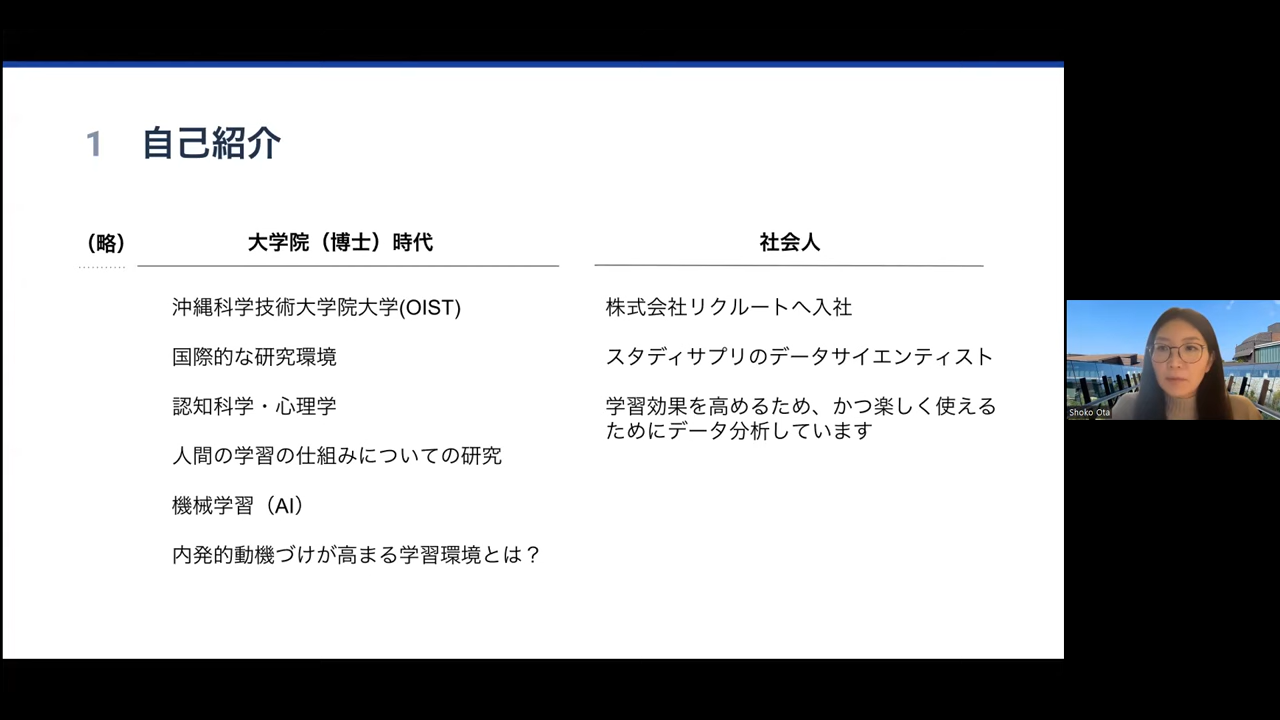 1 自己紹介
（略）
大学院（博士）時代
沖縄科学技術大学院大学(OIST)
国際的な研究環境
認知科学・心理学
人間の学習の仕組みについての研究
機械学習（AI）
内発的動機づけが高まる学習環境とは？
社会人
株式会社リクルートへ入社
スタディサプリのデータサイエンティスト
学習効果を高めるため、かつ楽しく使える
ためにデータ分析しています
Shoko Ota